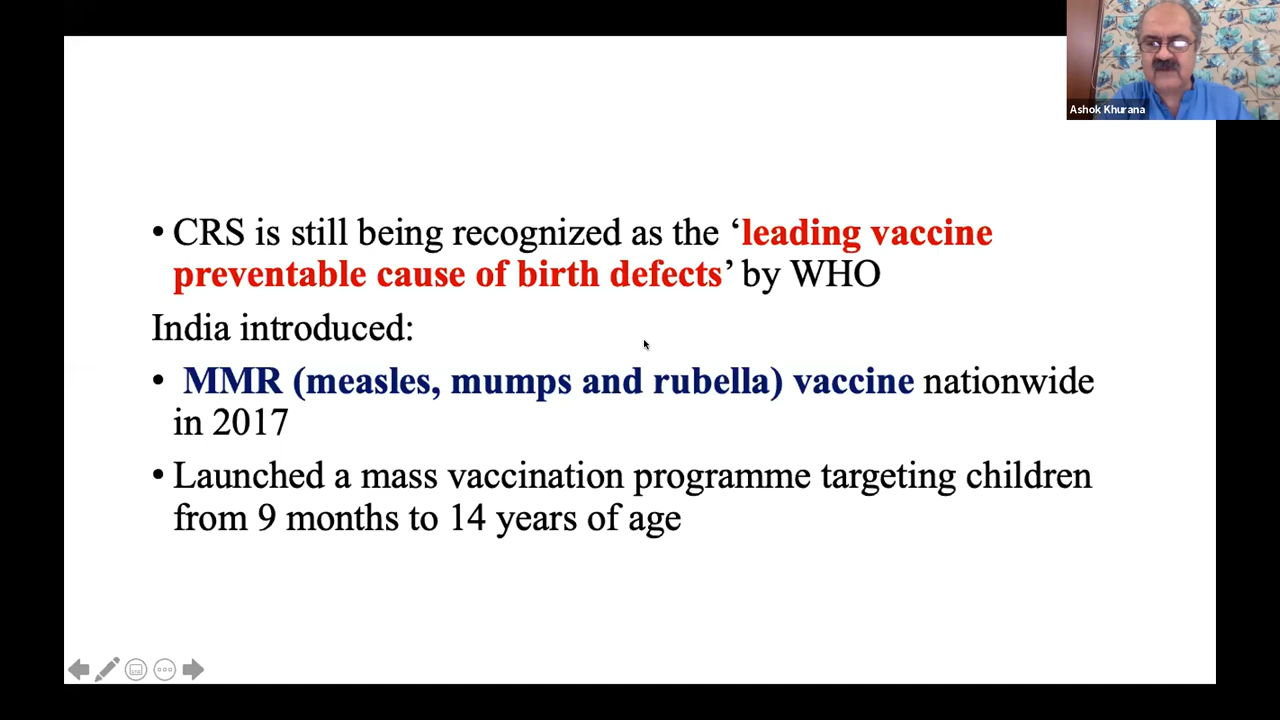 Ashok Khurana
• CRS is still being recognized as the ‘leading vaccine
preventable cause of birth defects’ by WHO
India introduced:
• MMR (measles, mumps and rubella) vaccine nationwide
in 2017
• Launched a mass vaccination programme targeting children
from 9 months to 14 years of age